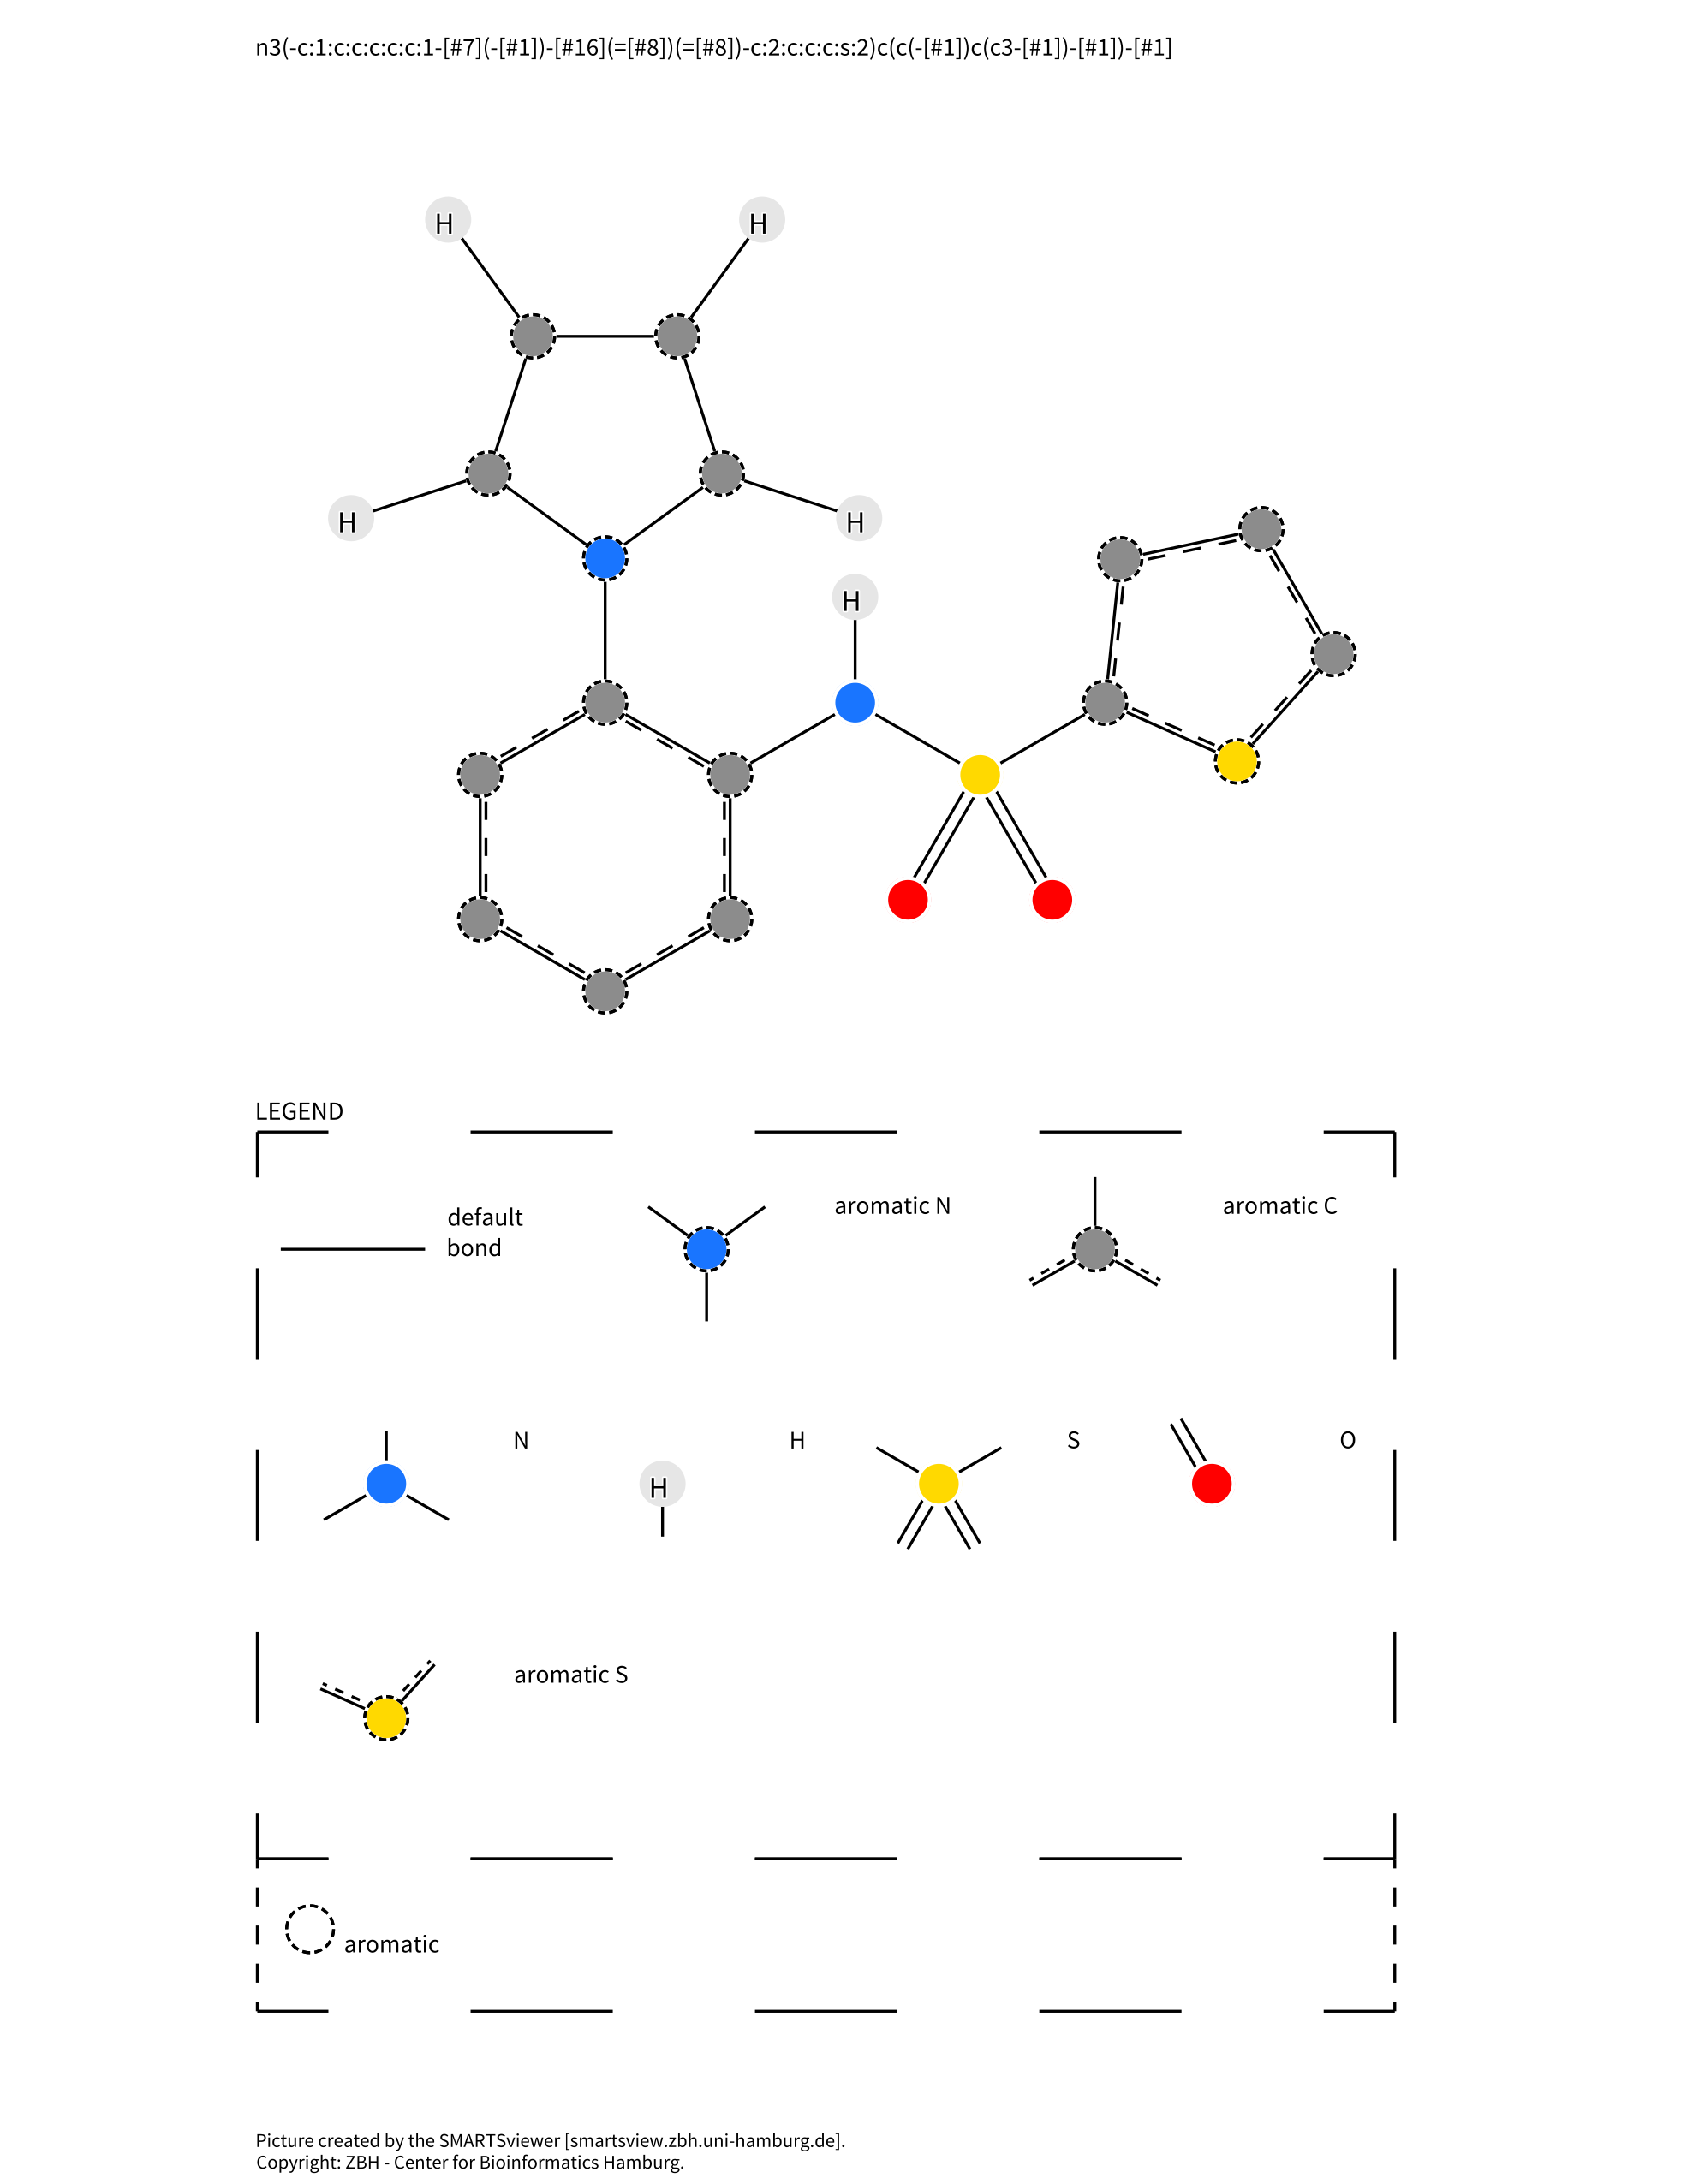 n3(-c:1:c:c:c:c:c:1-[#7](-[#1])-[#16](=[#8])(=[#8])-c:2:c:c:c:s:2)c(c(-[#1])c(c3-[#1])-[#1])-[#1]
H H
H H
H
LEGEND
default
bond
aromatic N
aromatic C
N
H
H
S
O
aromatic S
aromatic
Picture created by the SMARTSviewer [smartsview.zbh.uni-hamburg.de].
Copyright: ZBH - Center for Bioinformatics Hamburg.